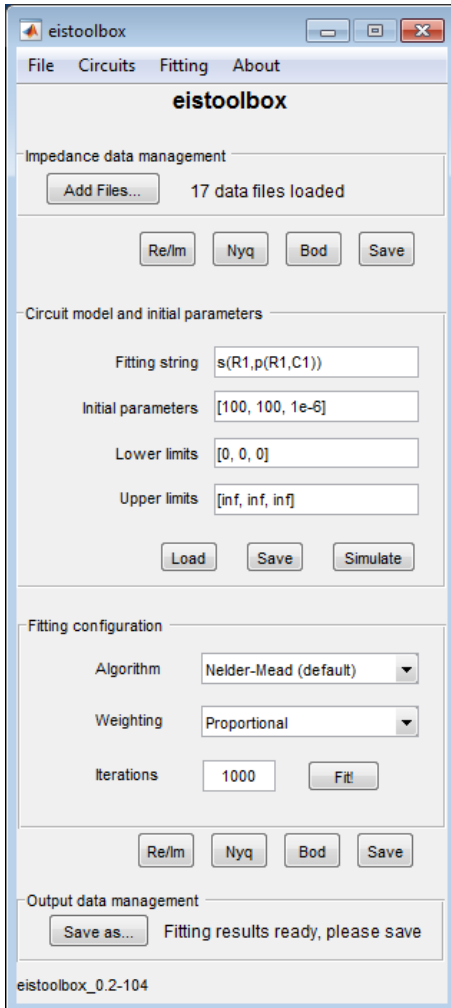 eistoolbox
File Circuits Fitting About
eistoolbox
Impedance data management
Add Files... 17 data files loaded
Re/Im Nyq Bod Save
Circuit model and initial parameters
Fitting string s(R1,p(R1,C1))
Initial parameters [100, 100, 1e-6]
Lower limits [0, 0, 0]
Upper limits [inf, inf, inf]
Load Save Simulate
Fitting configuration
Algorithm Nelder-Mead (default)
Weighting Proportional
Iterations 1000 Fit!
Re/Im Nyq Bod Save
Output data management
Save as... Fitting results ready, please save
eistoolbox_0.2-104